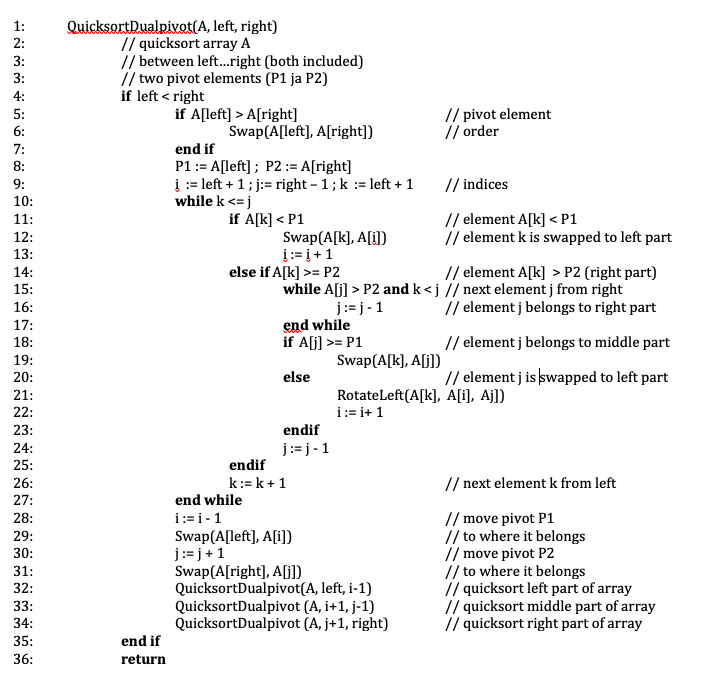 1: QuicksortDualpivot(A, left, right)
2: // quicksort array A
3: // between left...right (both included)
3: // two pivot elements (P1 ja P2)
4: if left < right
5: if A[left] > A[right] // pivot element
6: Swap(A[left], A[right]) // order
7: end if
8: P1 := A[left] ; P2 := A[right]
9: i := left + 1 ; j:= right – 1 ; k := left + 1 // indices
10: while k <= j
11: if A[k] < P1 // element A[k] < P1
12: Swap(A[k], A[i]) // element k is swapped to left part
13: i := i + 1
14: else if A[k] >= P2 // element A[k] > P2 (right part)
15: while A[j] > P2 and k < j // next element j from right
16: j := j - 1 // element j belongs to right part
17: end while
18: if A[j] >= P1 // element j belongs to middle part
19: Swap(A[k], A[j])
20: else // element j is swapped to left part
21: RotateLeft(A[k], A[i], Aj])
22: i := i+ 1
23: endif
24: j := j - 1
25: endif
26: k := k + 1 // next element k from left
27: end while
28: i := i - 1 // move pivot P1
29: Swap(A[left], A[i]) // to where it belongs
30: j := j + 1 // move pivot P2
31: Swap(A[right], A[j]) // to where it belongs
32: QuicksortDualpivot(A, left, i-1) // quicksort left part of array
33: QuicksortDualpivot (A, i+1, j-1) // quicksort middle part of array
34: QuicksortDualpivot (A, j+1, right) // quicksort right part of array
35: end if
36: return